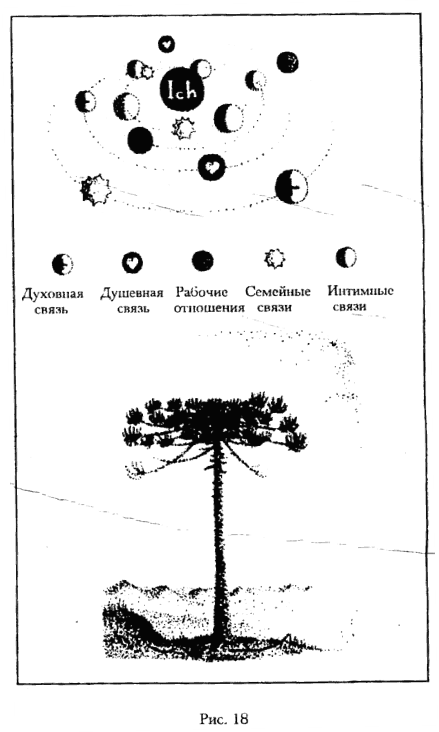 Ich
Духовная Душевная Рабочие Семейные Интимные
связь связь отношения связи связи
Рис. 18